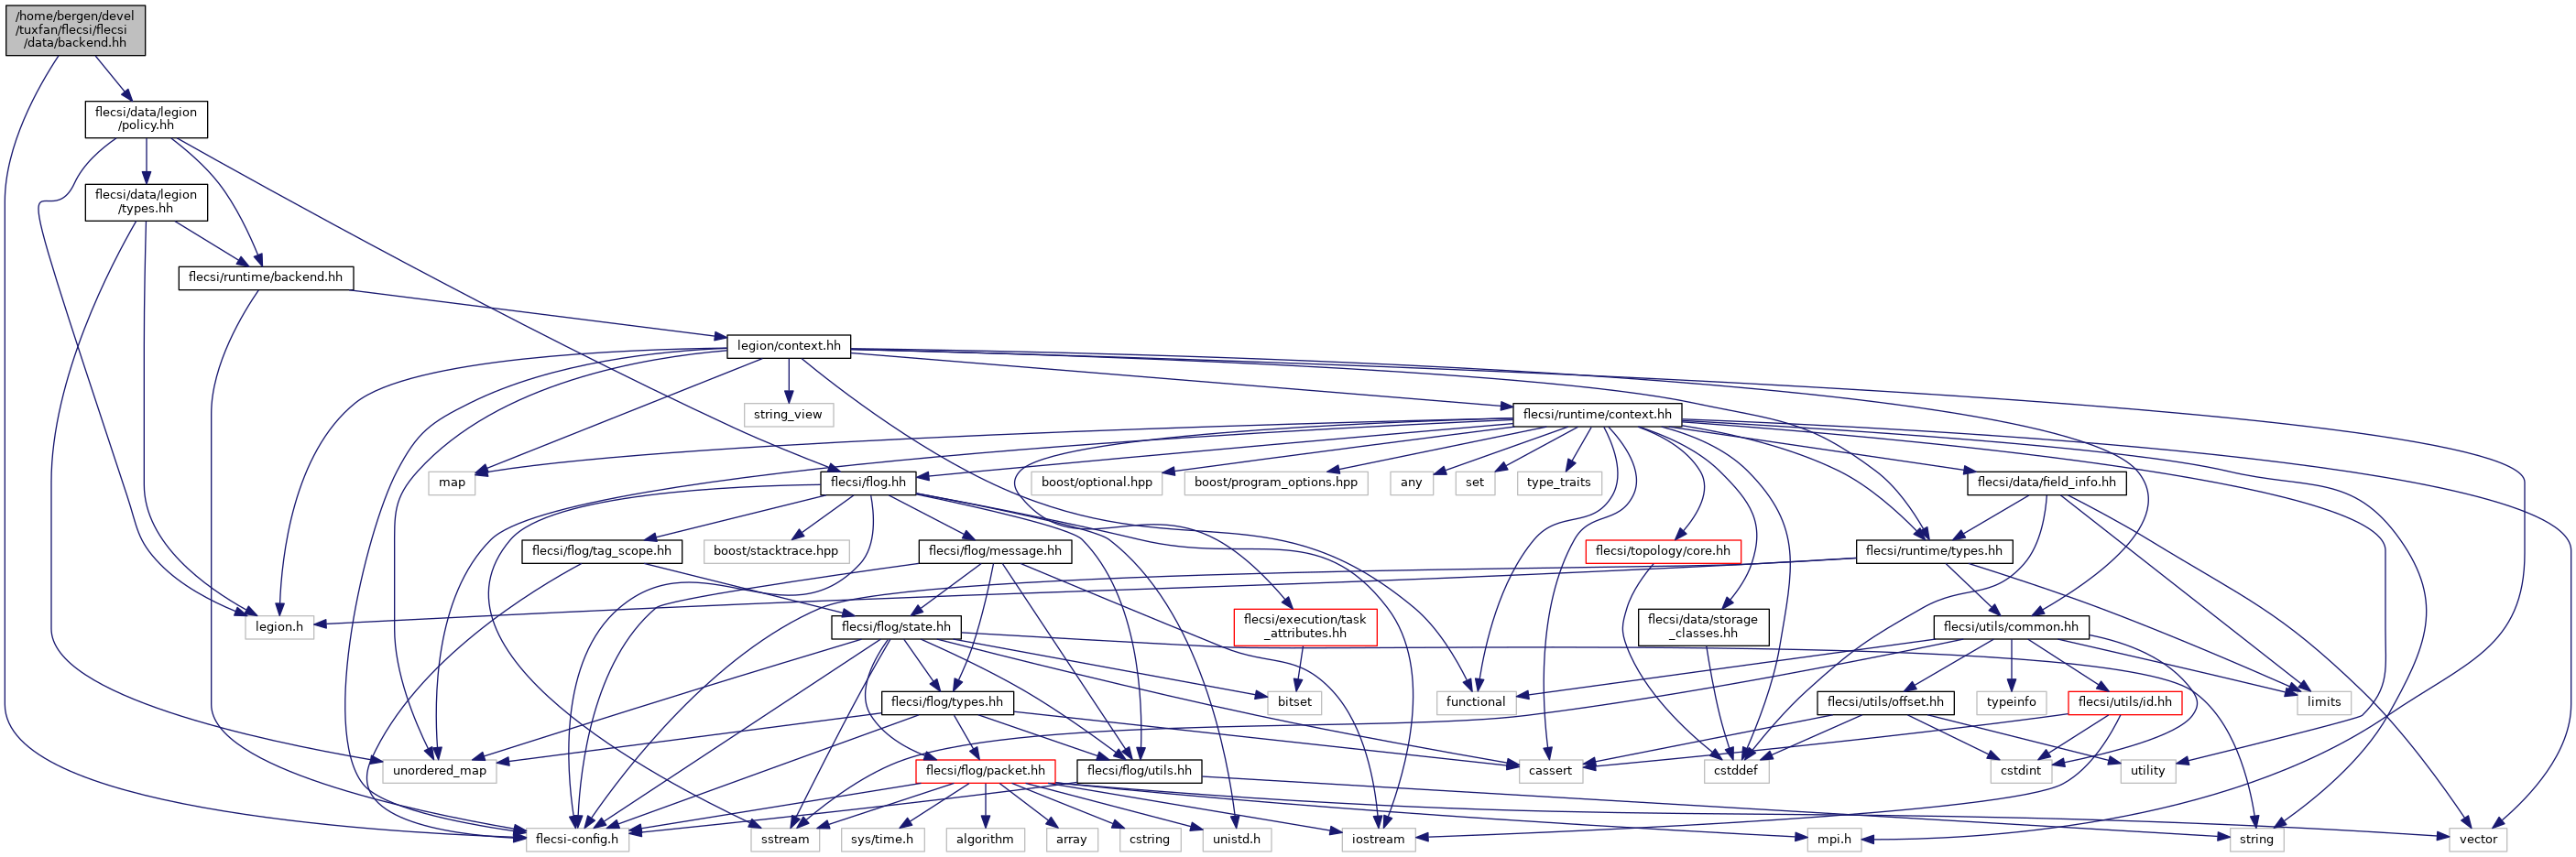 /home/bergen/devel
/tuxfan/flecsi/flecsi
/data/backend.hh
flecsi/data/legion
/policy.hh
flecsi/data/legion
/types.hh
flecsi/runtime/backend.hh
legion/context.hh
string_view
flecsi/runtime/context.hh
map
flecsi/flog.hh
boost/optional.hpp
boost/program_options.hpp
any
set
type_traits
flecsi/data/field_info.hh
flecsi/flog/tag_scope.hh
boost/stacktrace.hpp
flecsi/flog/message.hh
flecsi/topology/core.hh
flecsi/runtime/types.hh
legion.h
flecsi/flog/state.hh
flecsi/execution/task
_attributes.hh
flecsi/data/storage
_classes.hh
flecsi/utils/common.hh
flecsi/flog/types.hh
bitset
functional
flecsi/utils/offset.hh
typeinfo
flecsi/utils/id.hh
limits
unordered_map
flecsi/flog/packet.hh
flecsi/flog/utils.hh
cassert
cstddef
cstdint
utility
flecsi-config.h
sstream
sys/time.h
algorithm
array
cstring
unistd.h
iostream
mpi.h
string
vector